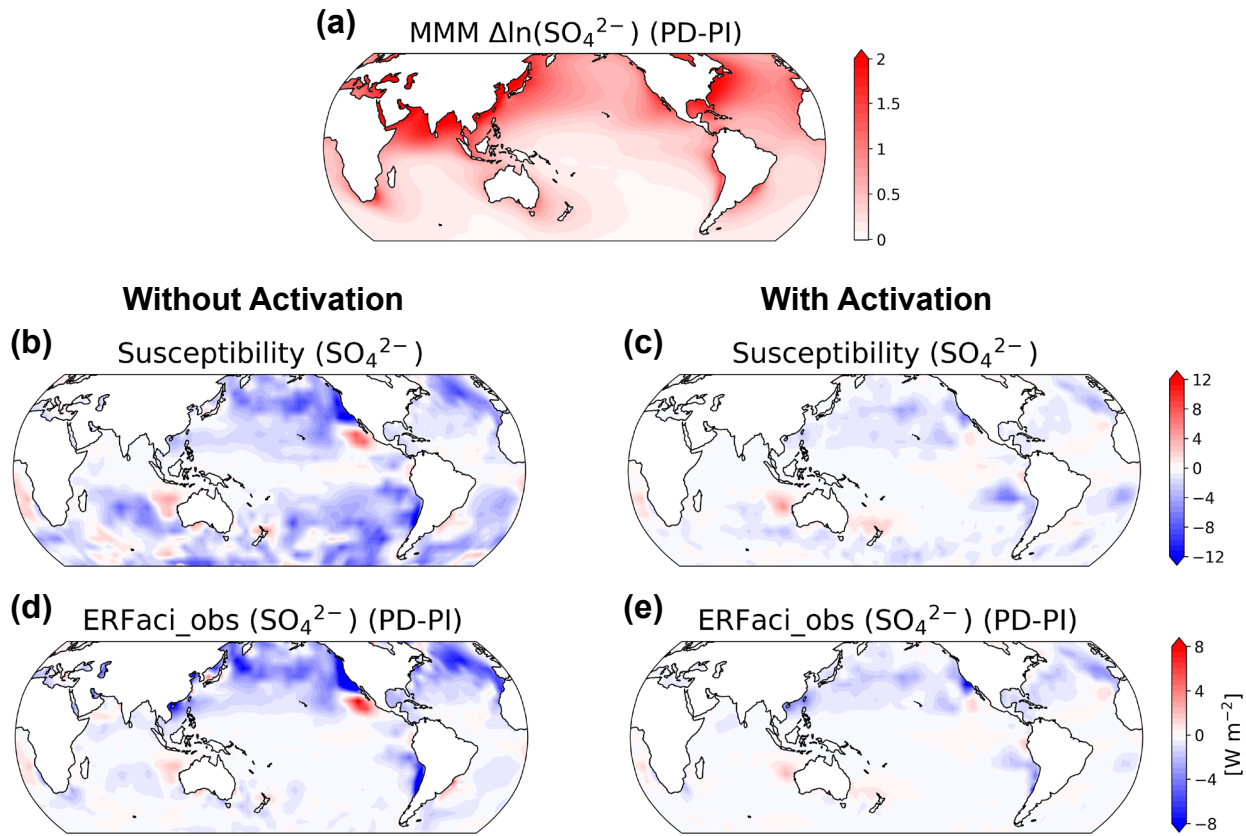 (a)
MMM Δln(SO₄²⁻) (PD-PI)
2
1.5
1
0.5
0
Without Activation
With Activation
(b)
Susceptibility (SO₄²⁻)
(c)
Susceptibility (SO₄²⁻)
12
8
4
0
−4
−8
−12
(d)
ERFaci_obs (SO₄²⁻) (PD-PI)
(e)
ERFaci_obs (SO₄²⁻) (PD-PI)
8
4
0
−4
−8
[W m⁻²]